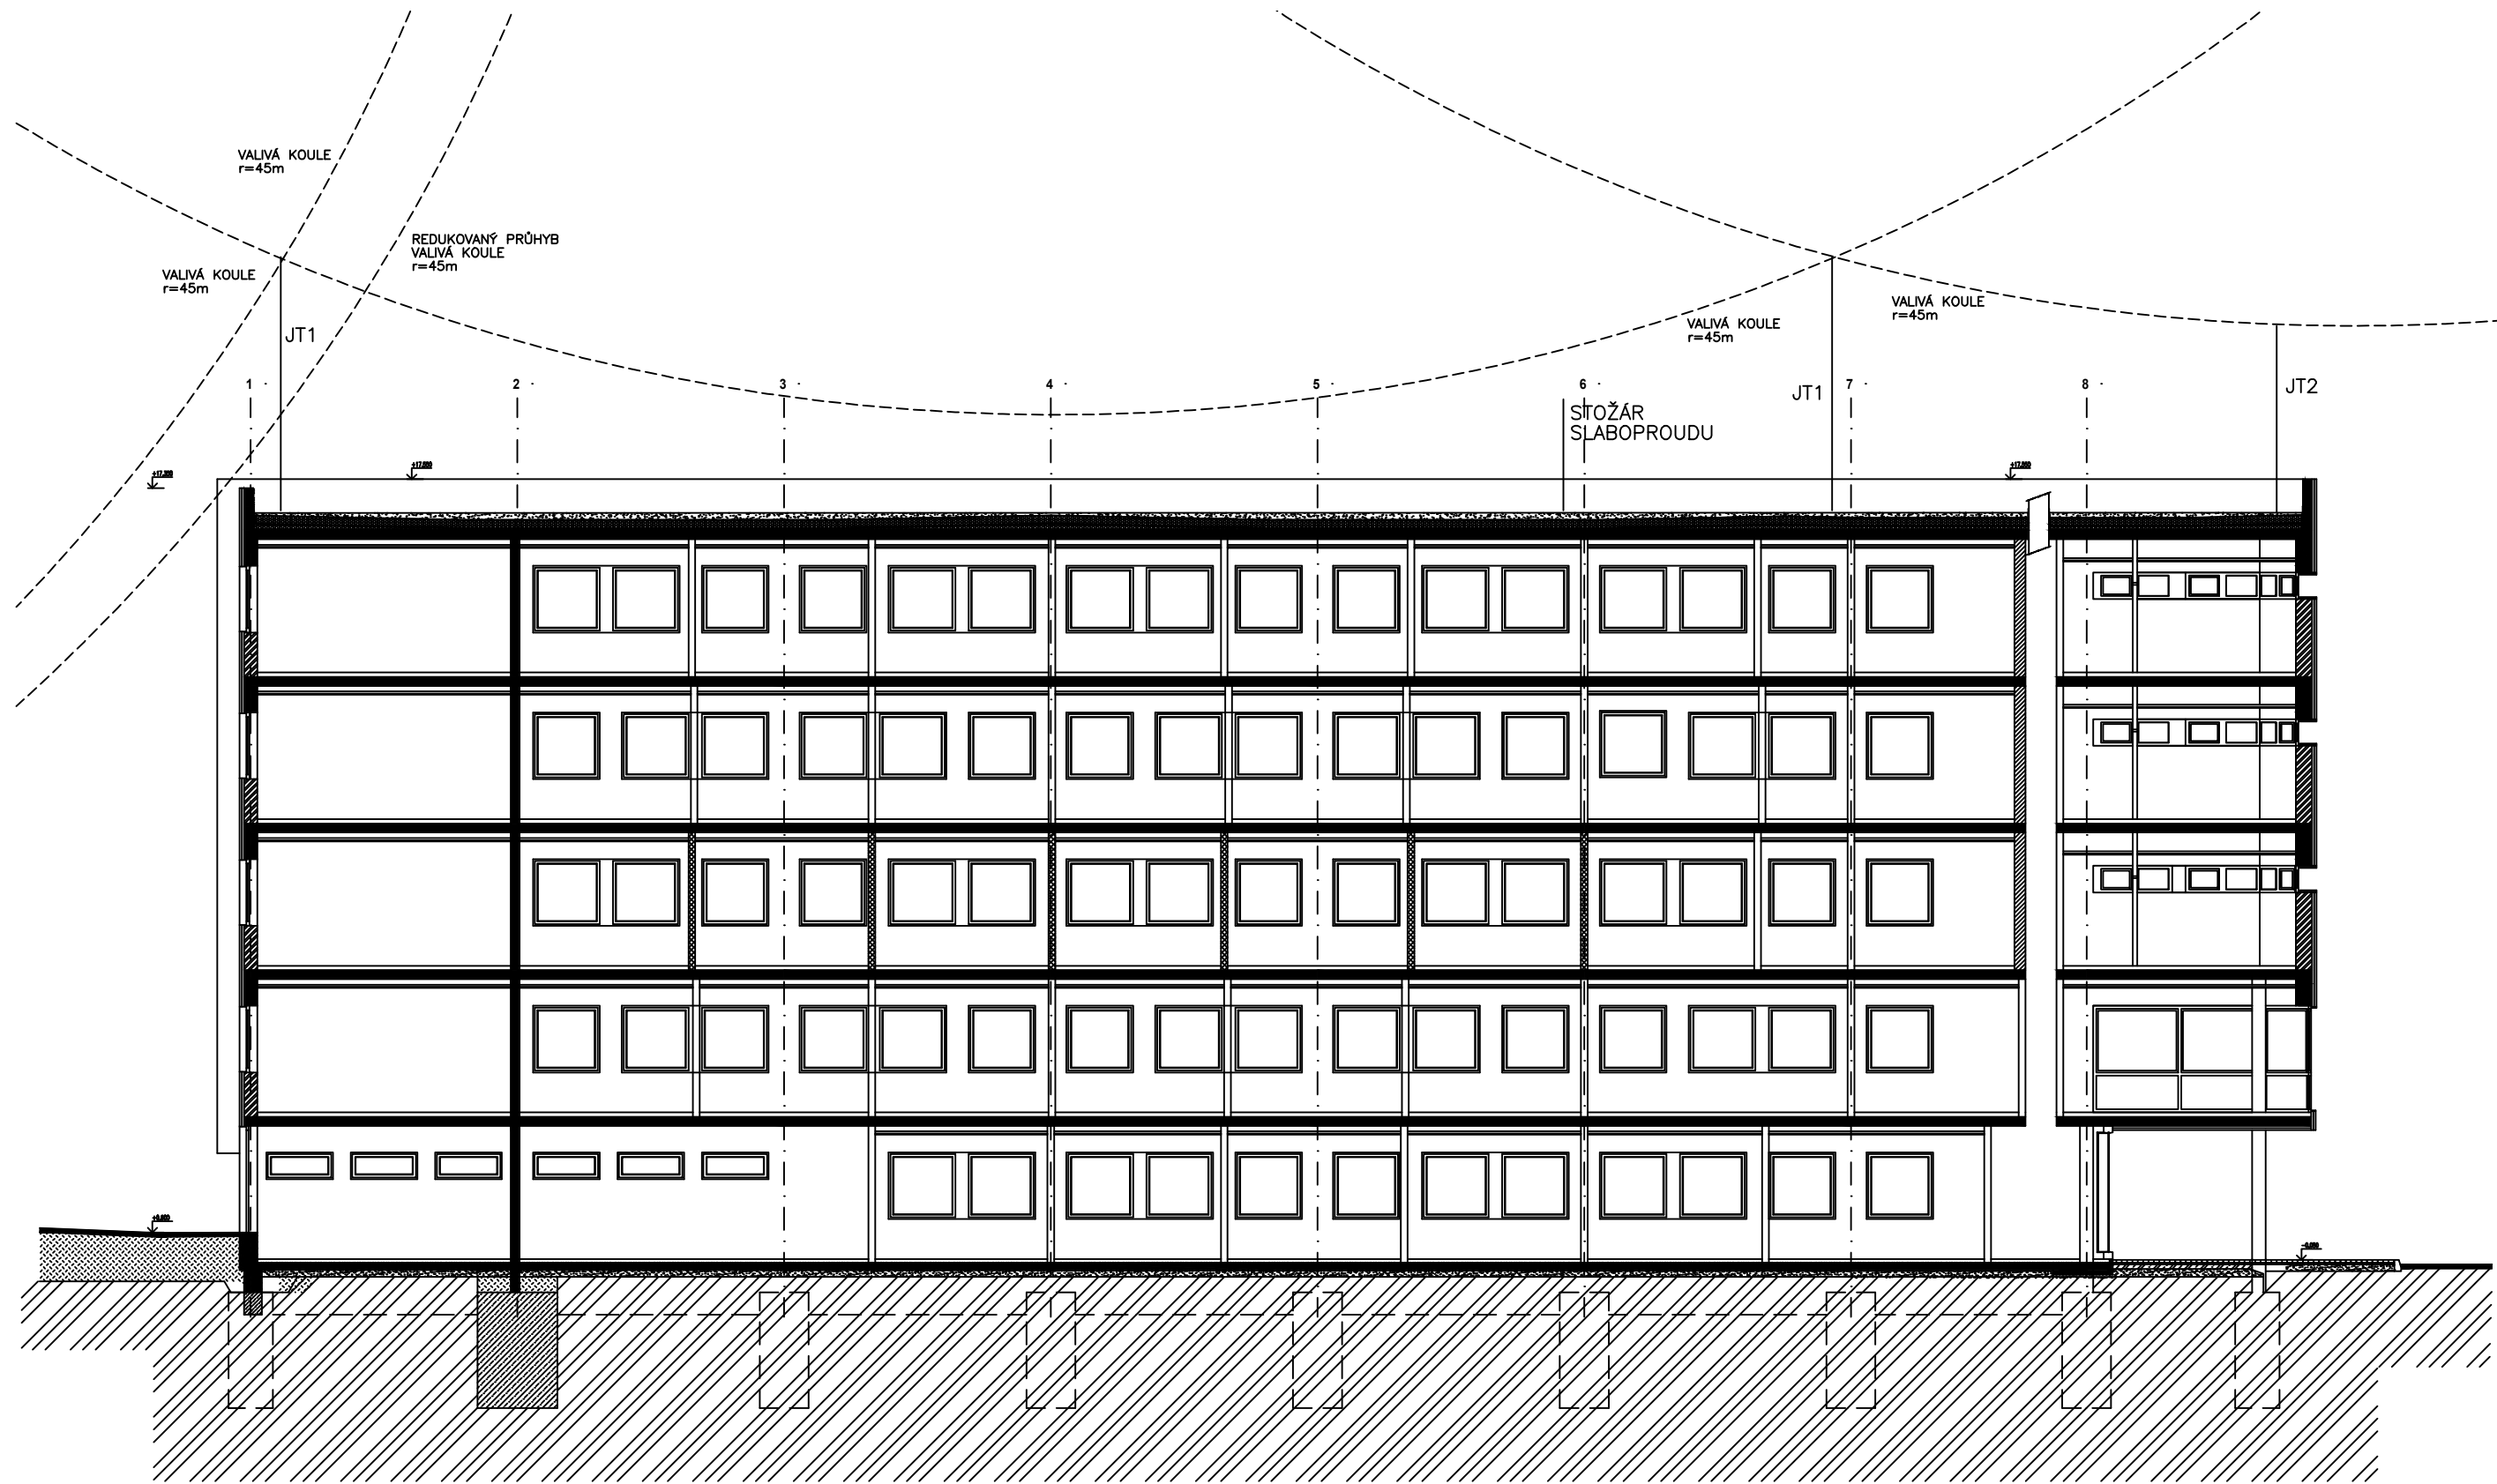 VALIVÁ KOULE
r=45m
REDUKOVANÝ PRŮHYB
VALIVÁ KOULE
r=45m
VALIVÁ KOULE
r=45m
VALIVÁ KOULE
r=45m
VALIVÁ KOULE
r=45m
JT1
1
2
3
4
5
6
7
8
JT1
JT2
STOŽÁR
SLABOPROUDU